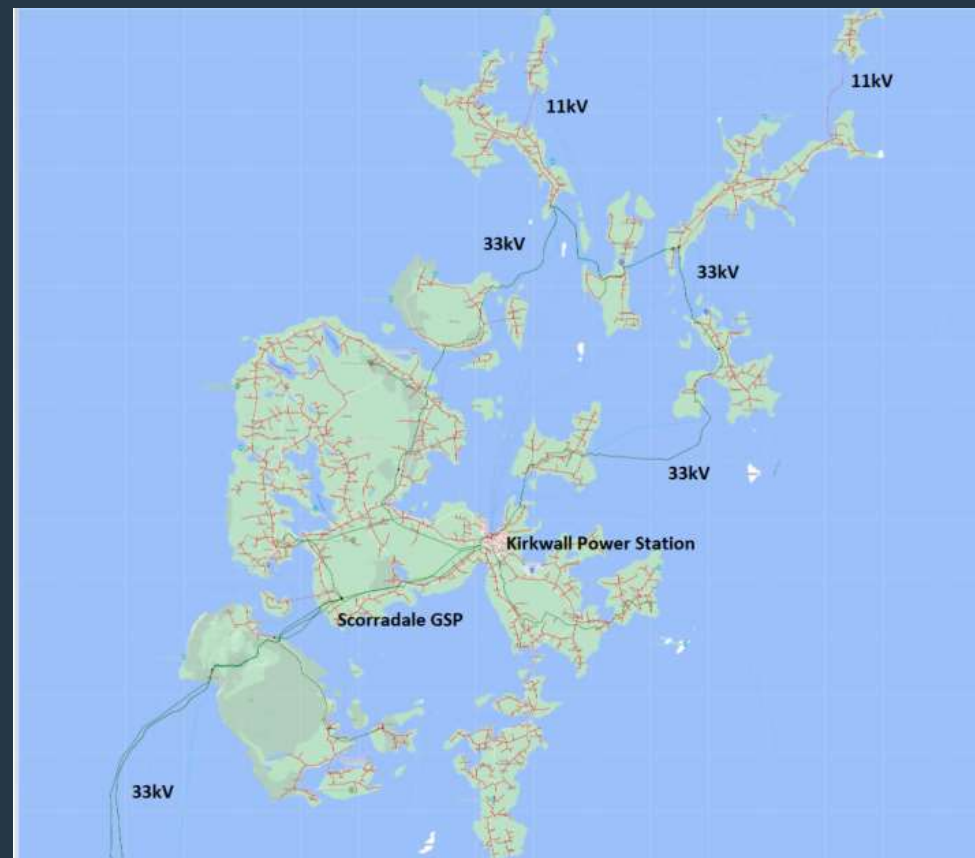 11kV
11kV
33kV
33kV
33kV
Kirkwall Power Station
Scorradale GSP
33kV